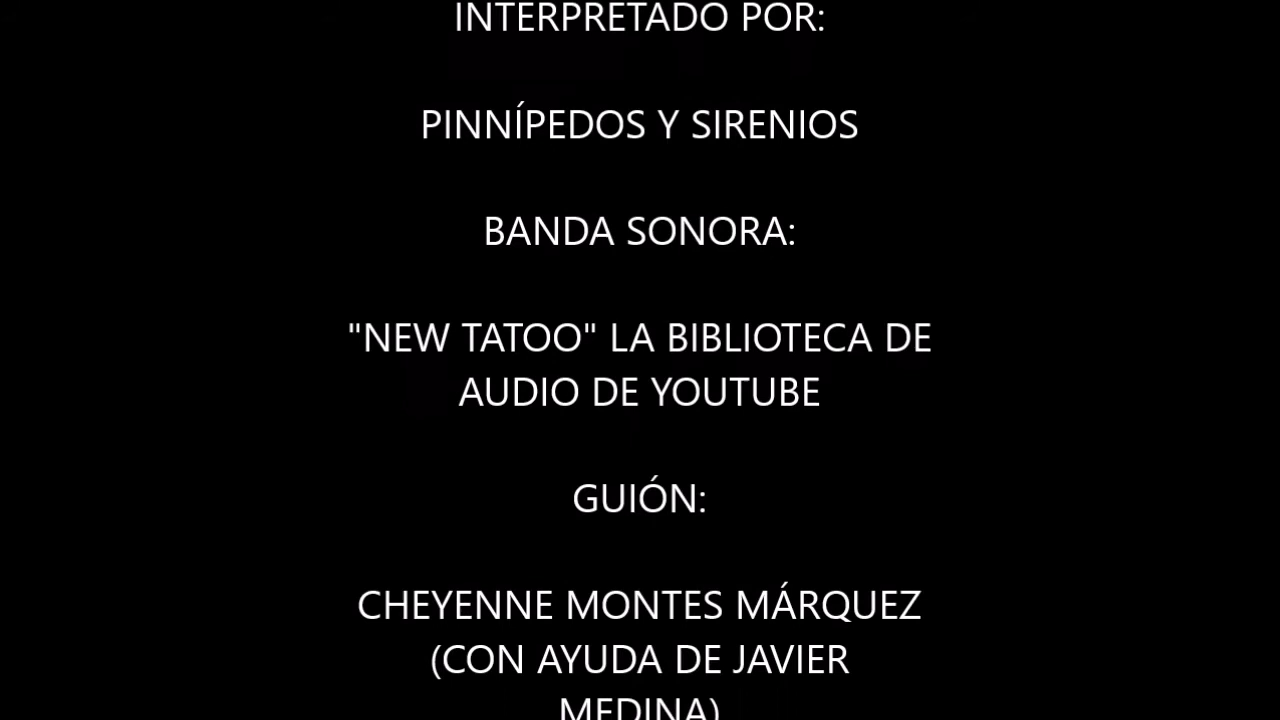 INTERPRETADO POR:
PINNÍPEDOS Y SIRENIOS
BANDA SONORA:
"NEW TATOO" LA BIBLIOTECA DE
AUDIO DE YOUTUBE
GUIÓN:
CHEYENNE MONTES MÁRQUEZ
(CON AYUDA DE JAVIER
MEDINA)